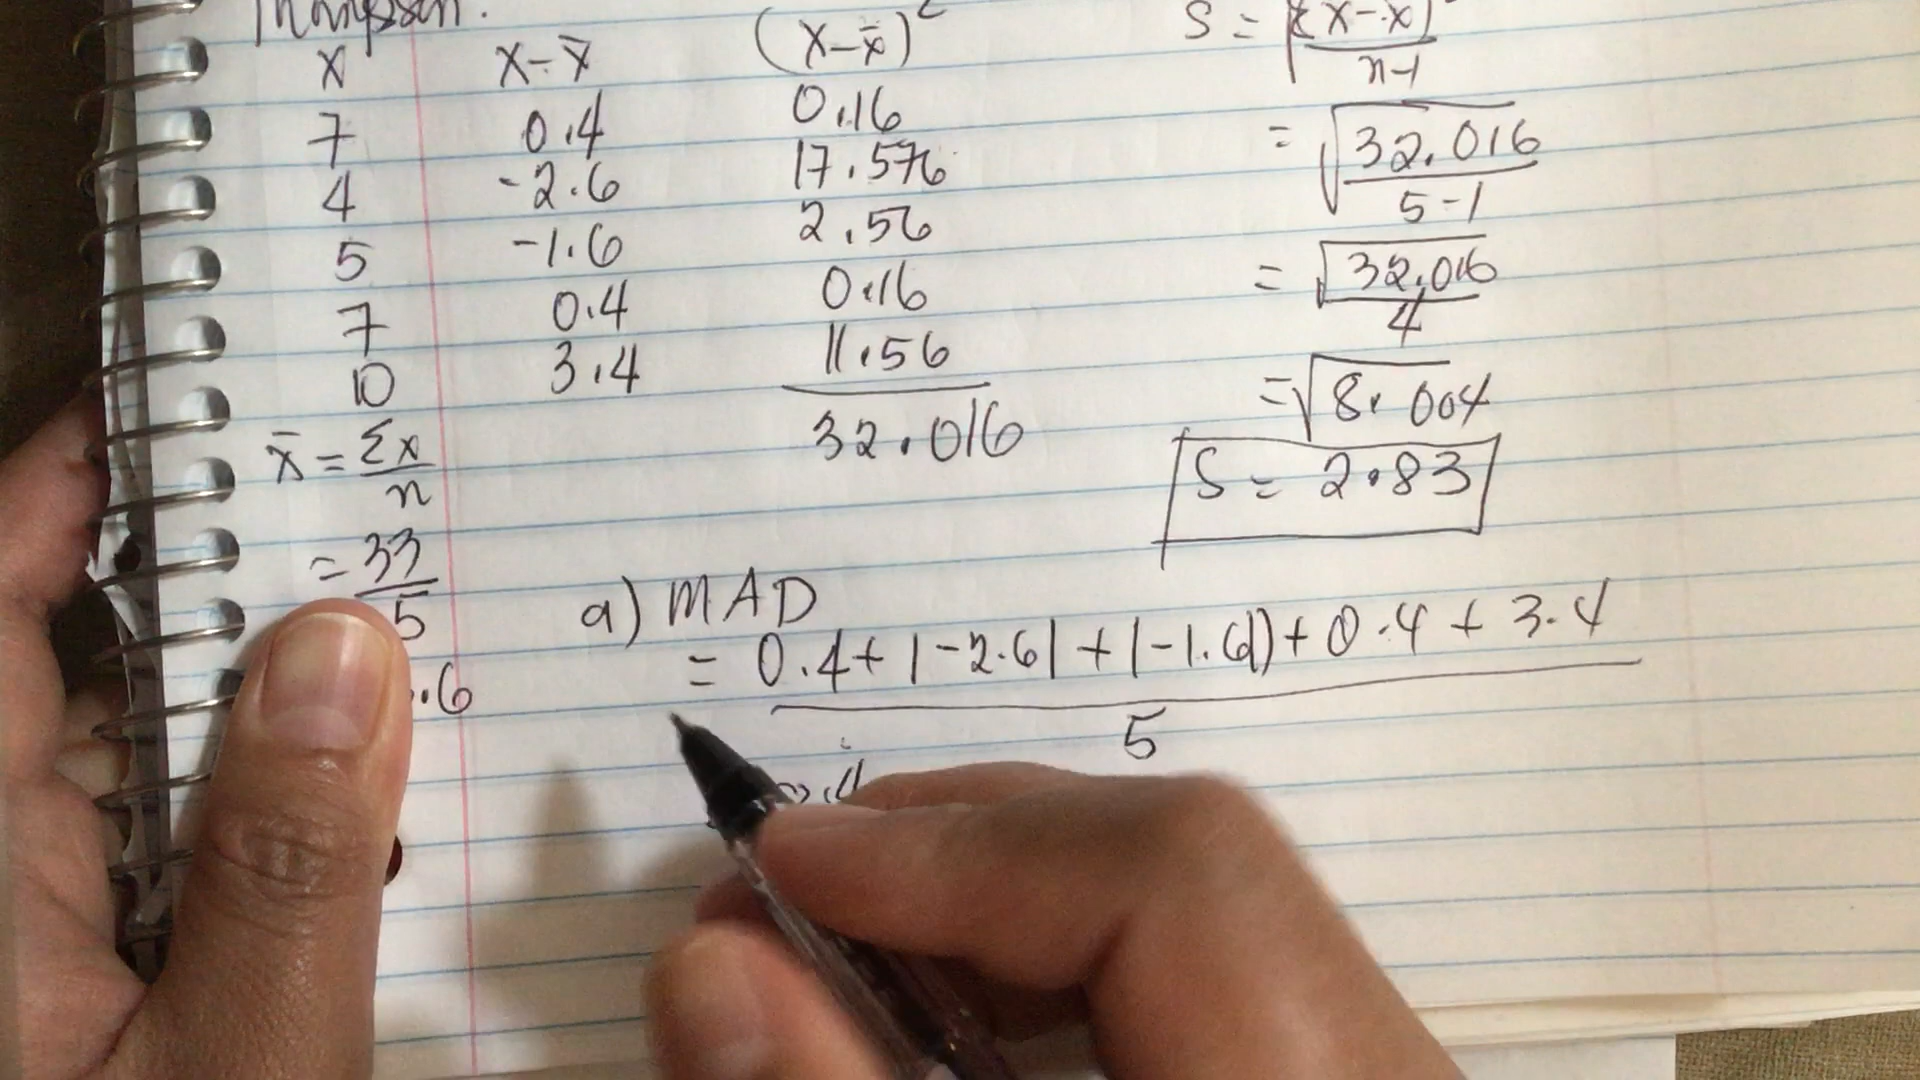 Thompson:
X X-x̄ (X-x̄)²
7 0.4 0.16
4 -2.6 17.576
5 -1.6 2.56
7 0.4 0.16
10 3.4 11.56
32.016
x̄ = Σx
n
= 33
5
.6
S = √Σ(X-x)²
n-1
= √32.016
5-1
= √32.016
4
= √8.004
S = 2.83
a) MAD
= 0.4+ |-2.6| + |-1.6|) + 0.4 + 3.4
5